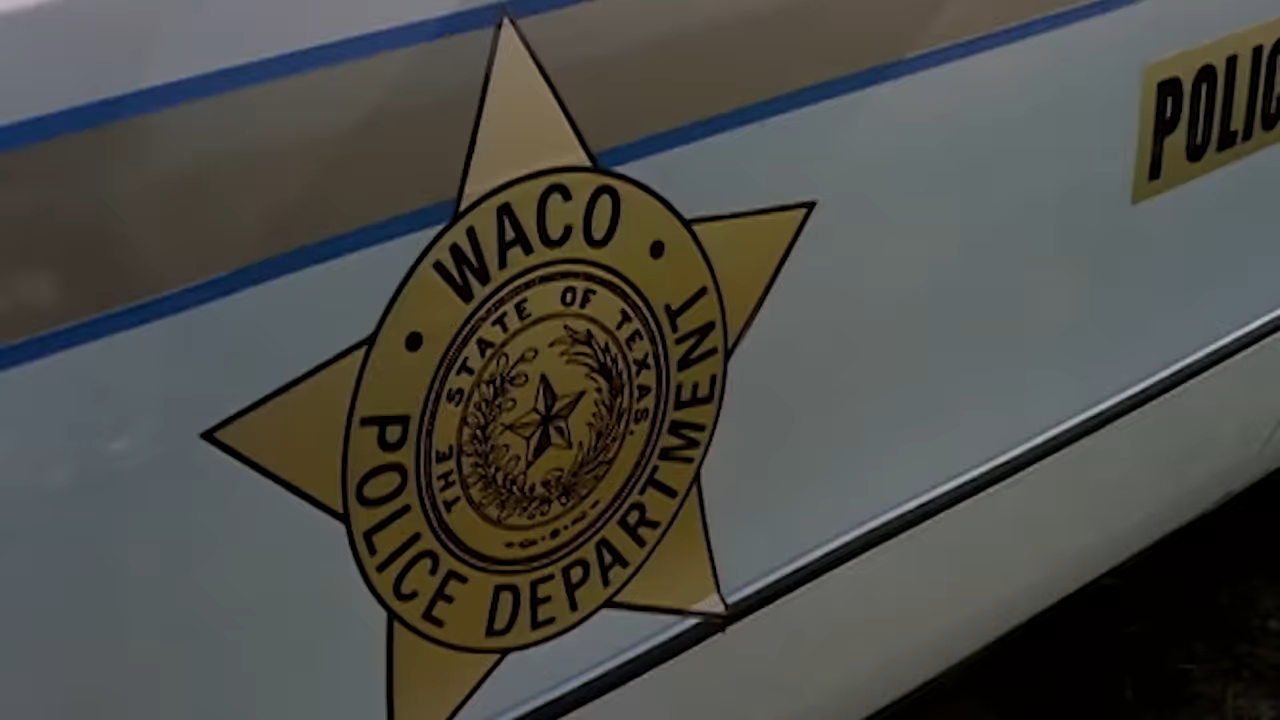 WACO
POLICE DEPARTMENT
THE STATE OF TEXAS.
POLIC